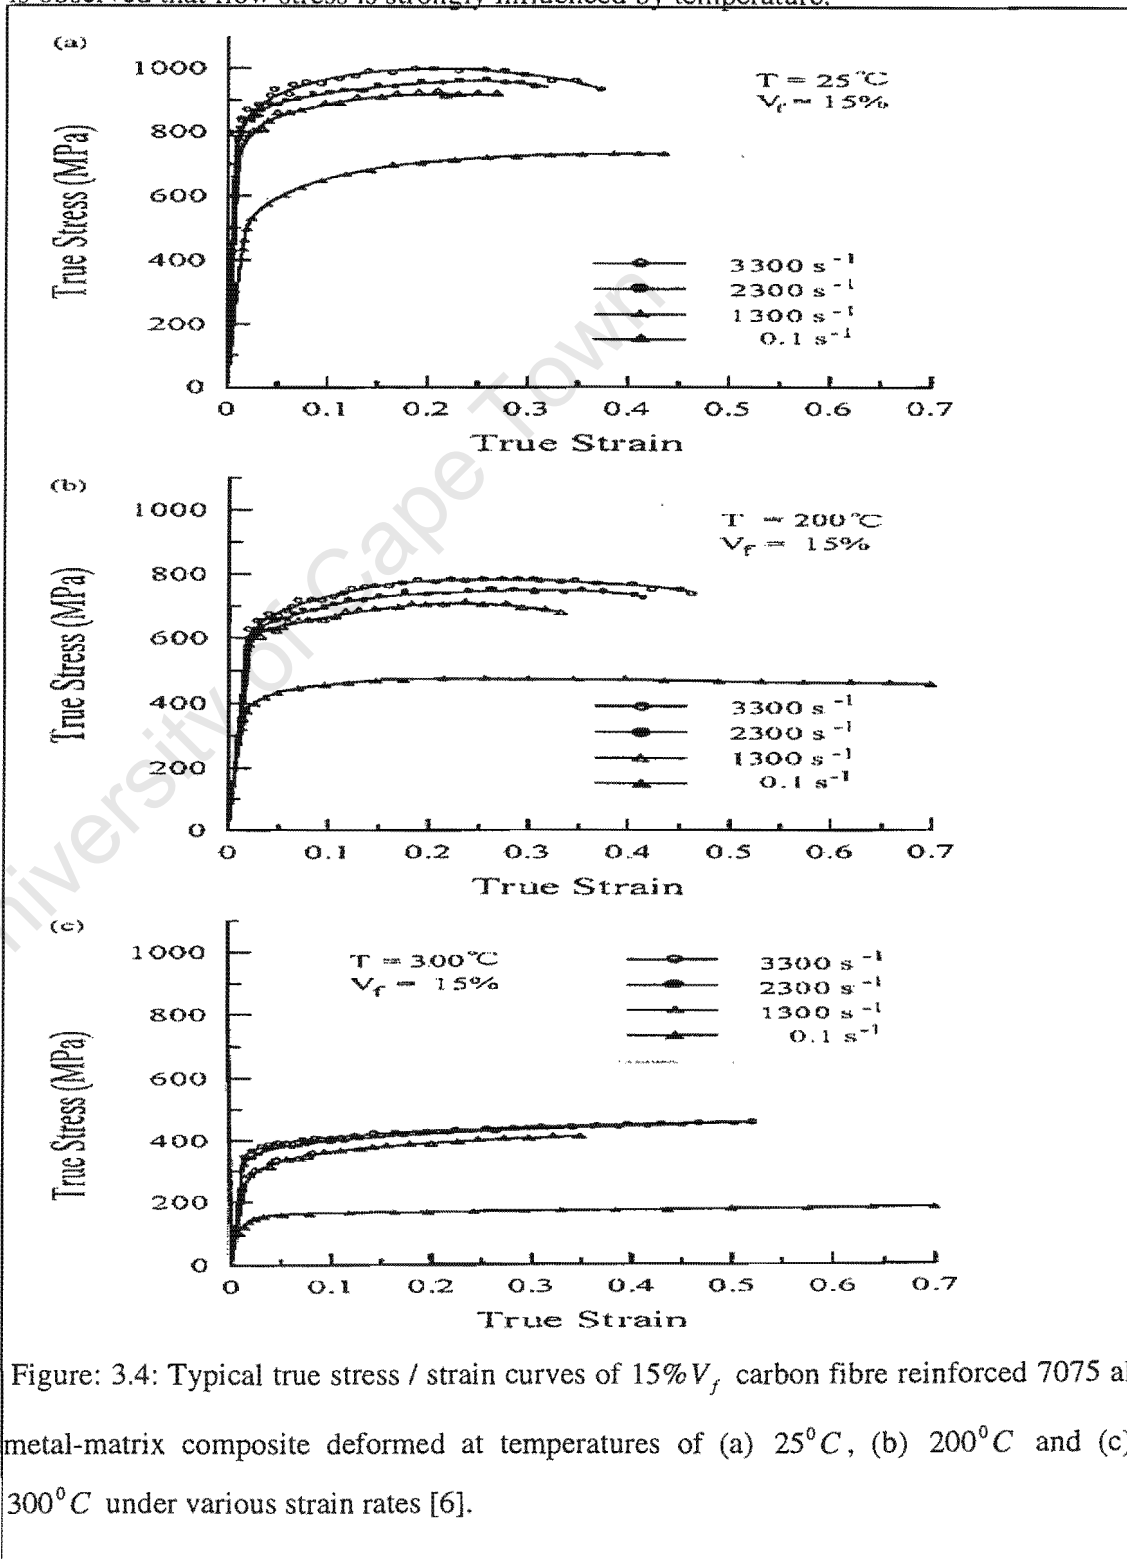 is observed that flow stress is strongly influenced by temperature.
(a)
1000
800
600
400
200
0
True Stress (MPa)
T = 25°C
V_f = 15%
3300 s⁻¹
2300 s⁻¹
1300 s⁻¹
0.1 s⁻¹
0 0.1 0.2 0.3 0.4 0.5 0.6 0.7
True Strain
(b)
1000
800
600
400
200
0
True Stress (MPa)
T = 200°C
V_f = 15%
3300 s⁻¹
2300 s⁻¹
1300 s⁻¹
0.1 s⁻¹
0 0.1 0.2 0.3 0.4 0.5 0.6 0.7
True Strain
(c)
1000
800
600
400
200
0
True Stress (MPa)
T = 300°C
V_f = 15%
3300 s⁻¹
2300 s⁻¹
1300 s⁻¹
0.1 s⁻¹
0 0.1 0.2 0.3 0.4 0.5 0.6 0.7
True Strain
Figure: 3.4: Typical true stress / strain curves of 15% V_f carbon fibre reinforced 7075 al
metal-matrix composite deformed at temperatures of (a) 25⁰C, (b) 200⁰C and (c)
300⁰C under various strain rates [6].
University of Cape Town